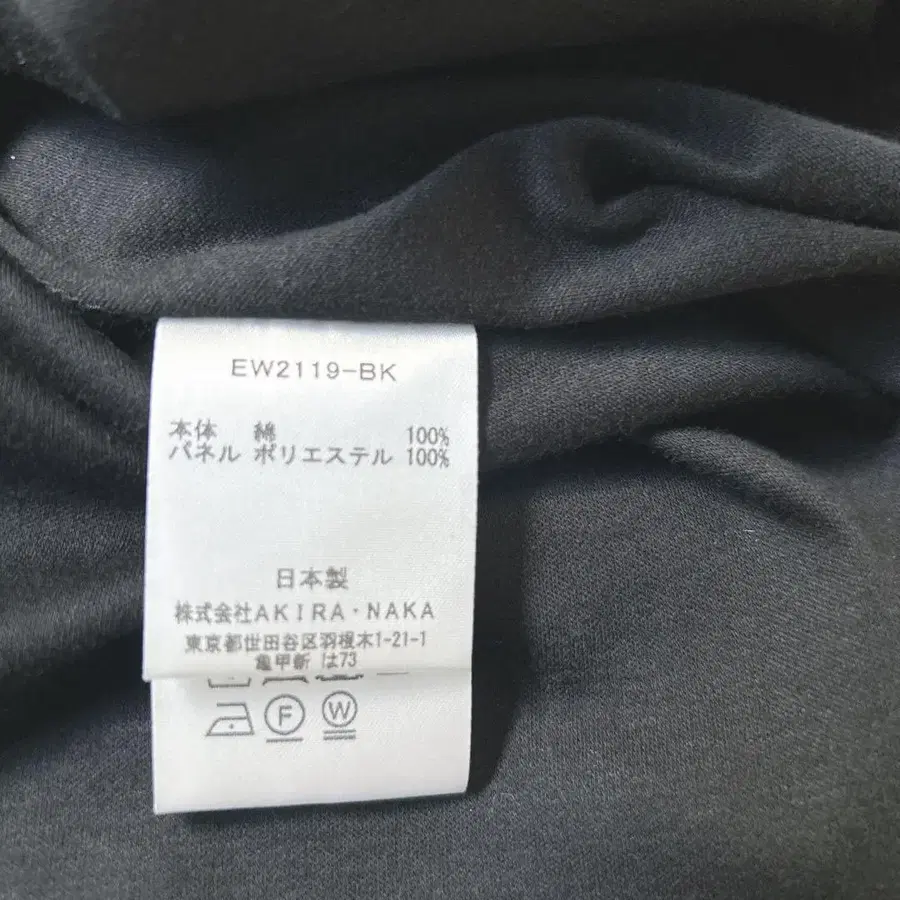 EW2119-BK
本体 綿 100%
パネル ポリエステル 100%
日本製
株式会社AKIRA・NAKA
東京都世田谷区羽根木1-21-1
亀甲新 は73
F W